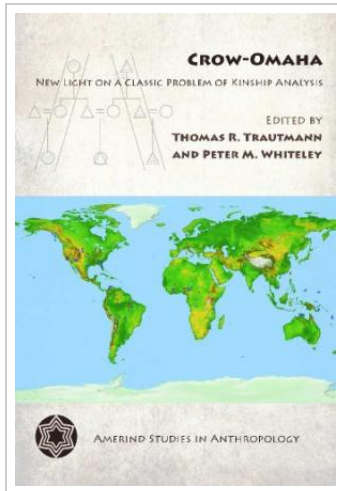 CROW-OMAHA
NEW LIGHT ON A CLASSIC PROBLEM OF KINSHIP ANALYSIS
EDITED BY
THOMAS R. TRAUTMANN
AND PETER M. WHITELEY
AMERIND STUDIES IN ANTHROPOLOGY